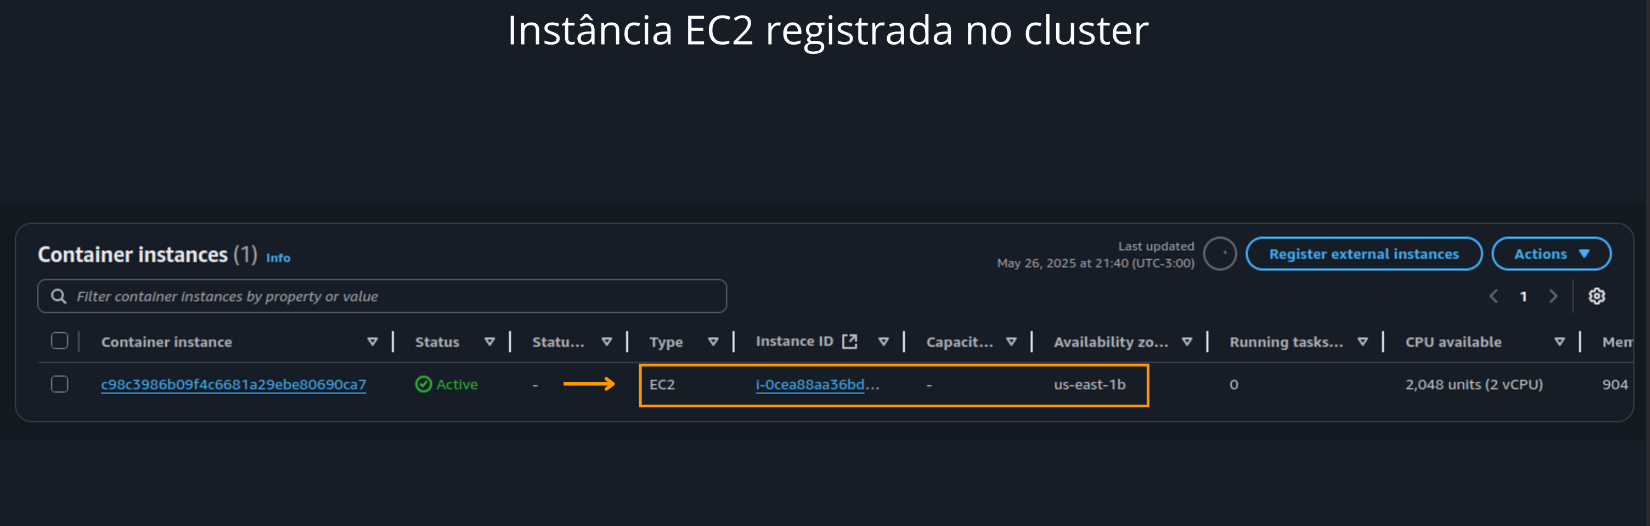 Instância EC2 registrada no cluster
Container instances (1) Info
Last updated
May 26, 2025 at 21:40 (UTC-3:00)
Register external instances
Actions
Filter container instances by property or value
1
Container instance Status Statu... Type Instance ID Capacit... Availability zo... Running tasks... CPU available Mem
c98c3986b09f4c6681a29ebe80690ca7 Active - EC2 i-0cea88aa36bd... - us-east-1b 0 2,048 units (2 vCPU) 904